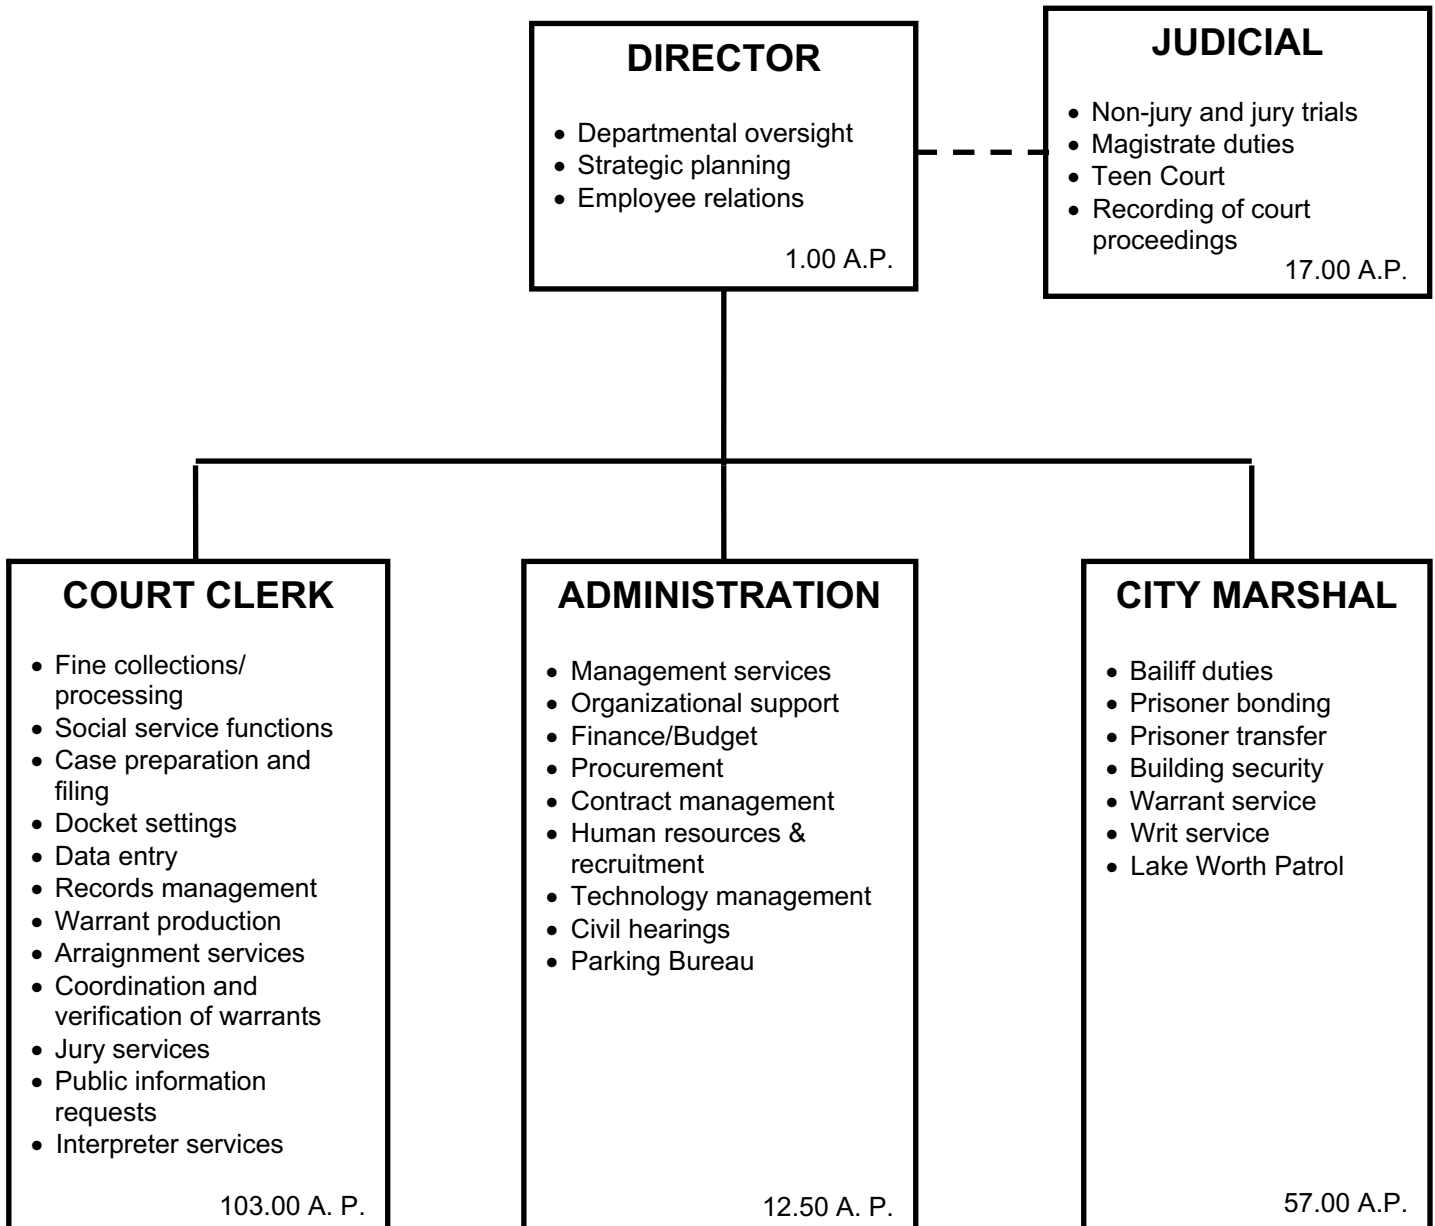 DIRECTOR
• Departmental oversight
• Strategic planning
• Employee relations
1.00 A.P.
JUDICIAL
• Non-jury and jury trials
• Magistrate duties
• Teen Court
• Recording of court
proceedings
17.00 A.P.
COURT CLERK
• Fine collections/
processing
• Social service functions
• Case preparation and
filing
• Docket settings
• Data entry
• Records management
• Warrant production
• Arraignment services
• Coordination and
verification of warrants
• Jury services
• Public information
requests
• Interpreter services
103.00 A. P.
ADMINISTRATION
• Management services
• Organizational support
• Finance/Budget
• Procurement
• Contract management
• Human resources &
recruitment
• Technology management
• Civil hearings
• Parking Bureau
12.50 A. P.
CITY MARSHAL
• Bailiff duties
• Prisoner bonding
• Prisoner transfer
• Building security
• Warrant service
• Writ service
• Lake Worth Patrol
57.00 A.P.